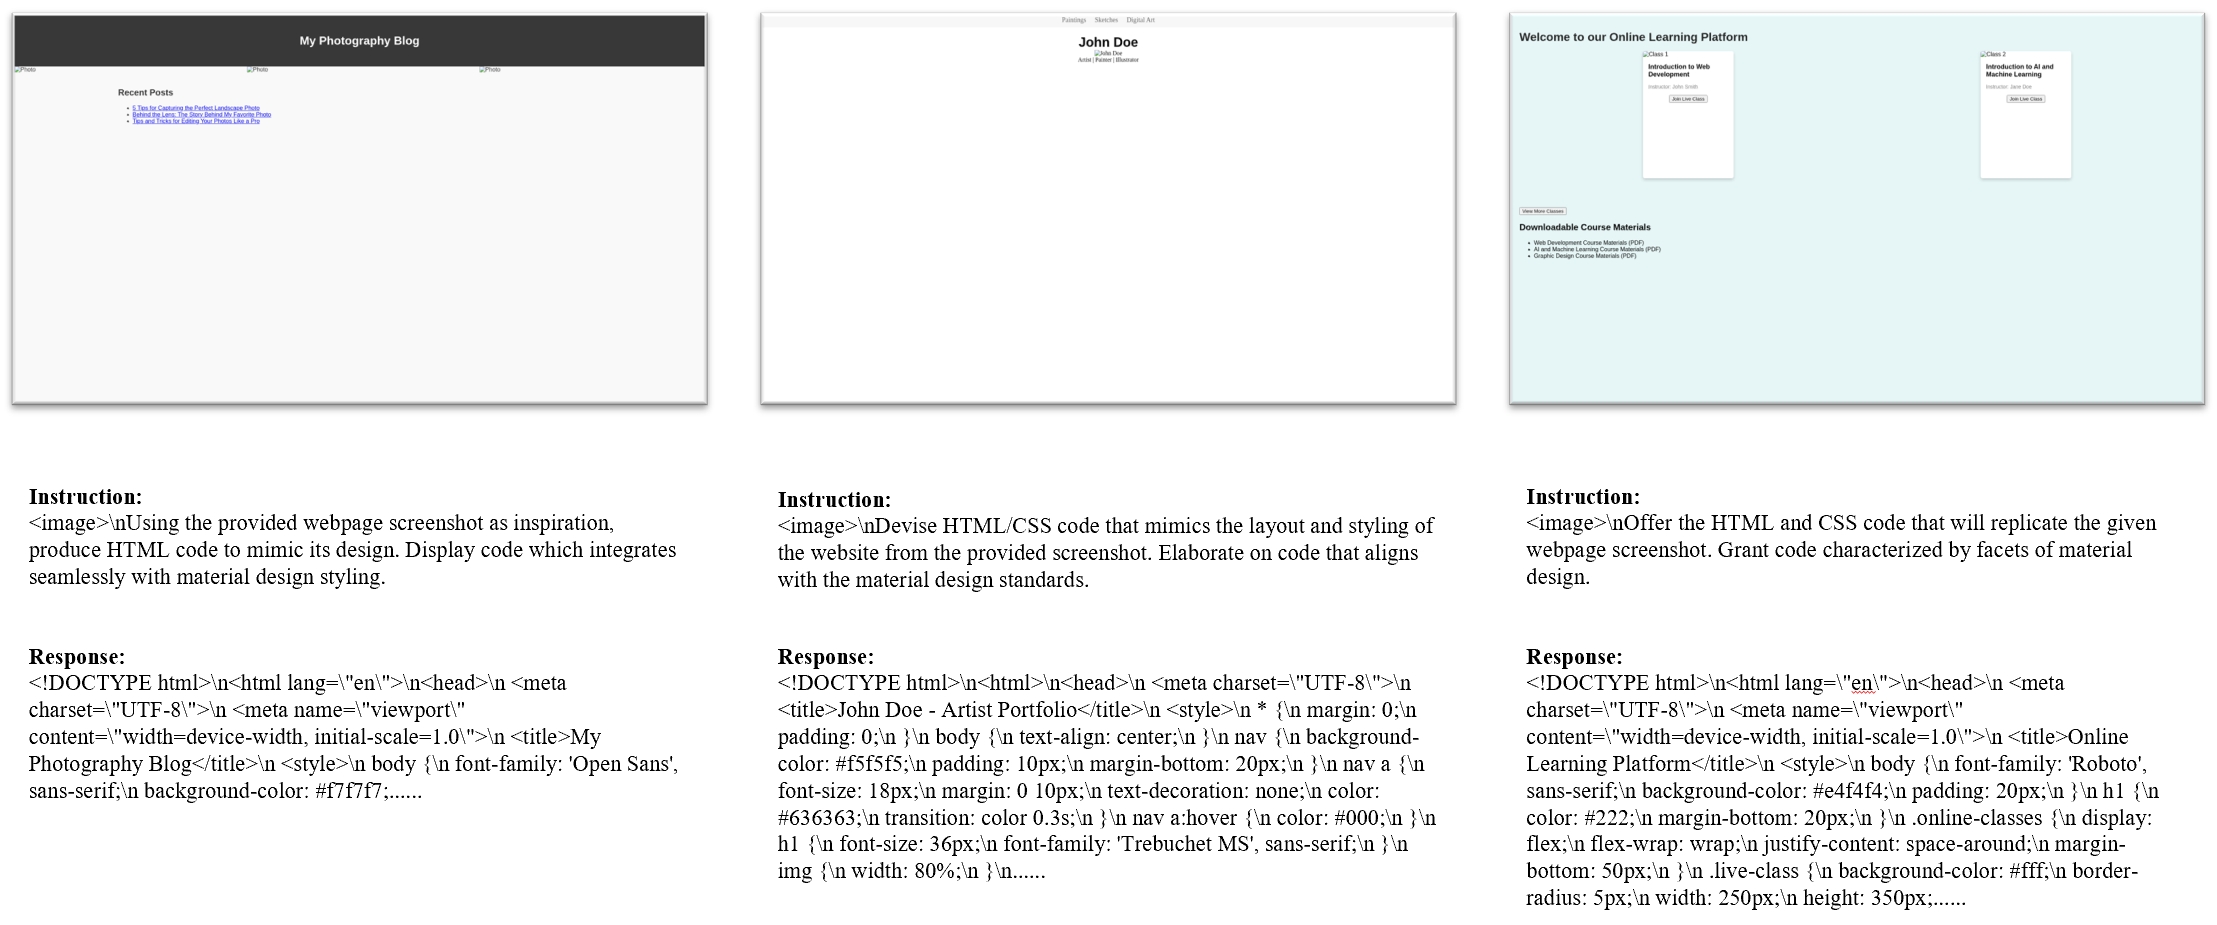 My Photography Blog
Photo
Photo
Photo
Recent Posts
5 Tips for Capturing the Perfect Landscape Photo
Behind the Lens: The Story Behind My Favorite Photo
Tips and Tricks for Editing Your Photos Like a Pro
Instruction:
<image>\nUsing the provided webpage screenshot as inspiration,
produce HTML code to mimic its design. Display code which integrates
seamlessly with material design styling.
Response:
<!DOCTYPE html>\n<html lang=\"en\">\n<head>\n <meta
charset=\"UTF-8\">\n <meta name=\"viewport\"
content=\"width=device-width, initial-scale=1.0\">\n <title>My
Photography Blog</title>\n <style>\n body {\n font-family: 'Open Sans',
sans-serif;\n background-color: #f7f7f7;......
Paintings Sketches Digital Art
John Doe
John Doe
Artist | Painter | Illustrator
Instruction:
<image>\nDevise HTML/CSS code that mimics the layout and styling of
the website from the provided screenshot. Elaborate on code that aligns
with the material design standards.
Response:
<!DOCTYPE html>\n<html>\n<head>\n <meta charset=\"UTF-8\">\n
<title>John Doe - Artist Portfolio</title>\n <style>\n * {\n margin: 0;\n
padding: 0;\n }\n body {\n text-align: center;\n }\n nav {\n background-
color: #f5f5f5;\n padding: 10px;\n margin-bottom: 20px;\n }\n nav a {\n
font-size: 18px;\n margin: 0 10px;\n text-decoration: none;\n color:
#636363;\n transition: color 0.3s;\n }\n nav a:hover {\n color: #000;\n }\n
h1 {\n font-size: 36px;\n font-family: 'Trebuchet MS', sans-serif;\n }\n
img {\n width: 80%;\n }\n......
Welcome to our Online Learning Platform
Class 1
Introduction to Web
Development
Instructor: John Smith
Join Live Class
Class 2
Introduction to AI and
Machine Learning
Instructor: Jane Doe
Join Live Class
View More Classes
Downloadable Course Materials
Web Development Course Materials (PDF)
AI and Machine Learning Course Materials (PDF)
Graphic Design Course Materials (PDF)
Instruction:
<image>\nOffer the HTML and CSS code that will replicate the given
webpage screenshot. Grant code characterized by facets of material
design.
Response:
<!DOCTYPE html>\n<html lang=\"en\">\n<head>\n <meta
charset=\"UTF-8\">\n <meta name=\"viewport\"
content=\"width=device-width, initial-scale=1.0\">\n <title>Online
Learning Platform</title>\n <style>\n body {\n font-family: 'Roboto',
sans-serif;\n background-color: #e4f4f4;\n padding: 20px;\n }\n h1 {\n
color: #222;\n margin-bottom: 20px;\n }\n .online-classes {\n display:
flex;\n flex-wrap: wrap;\n justify-content: space-around;\n margin-
bottom: 50px;\n }\n .live-class {\n background-color: #fff;\n border-
radius: 5px;\n width: 250px;\n height: 350px;......